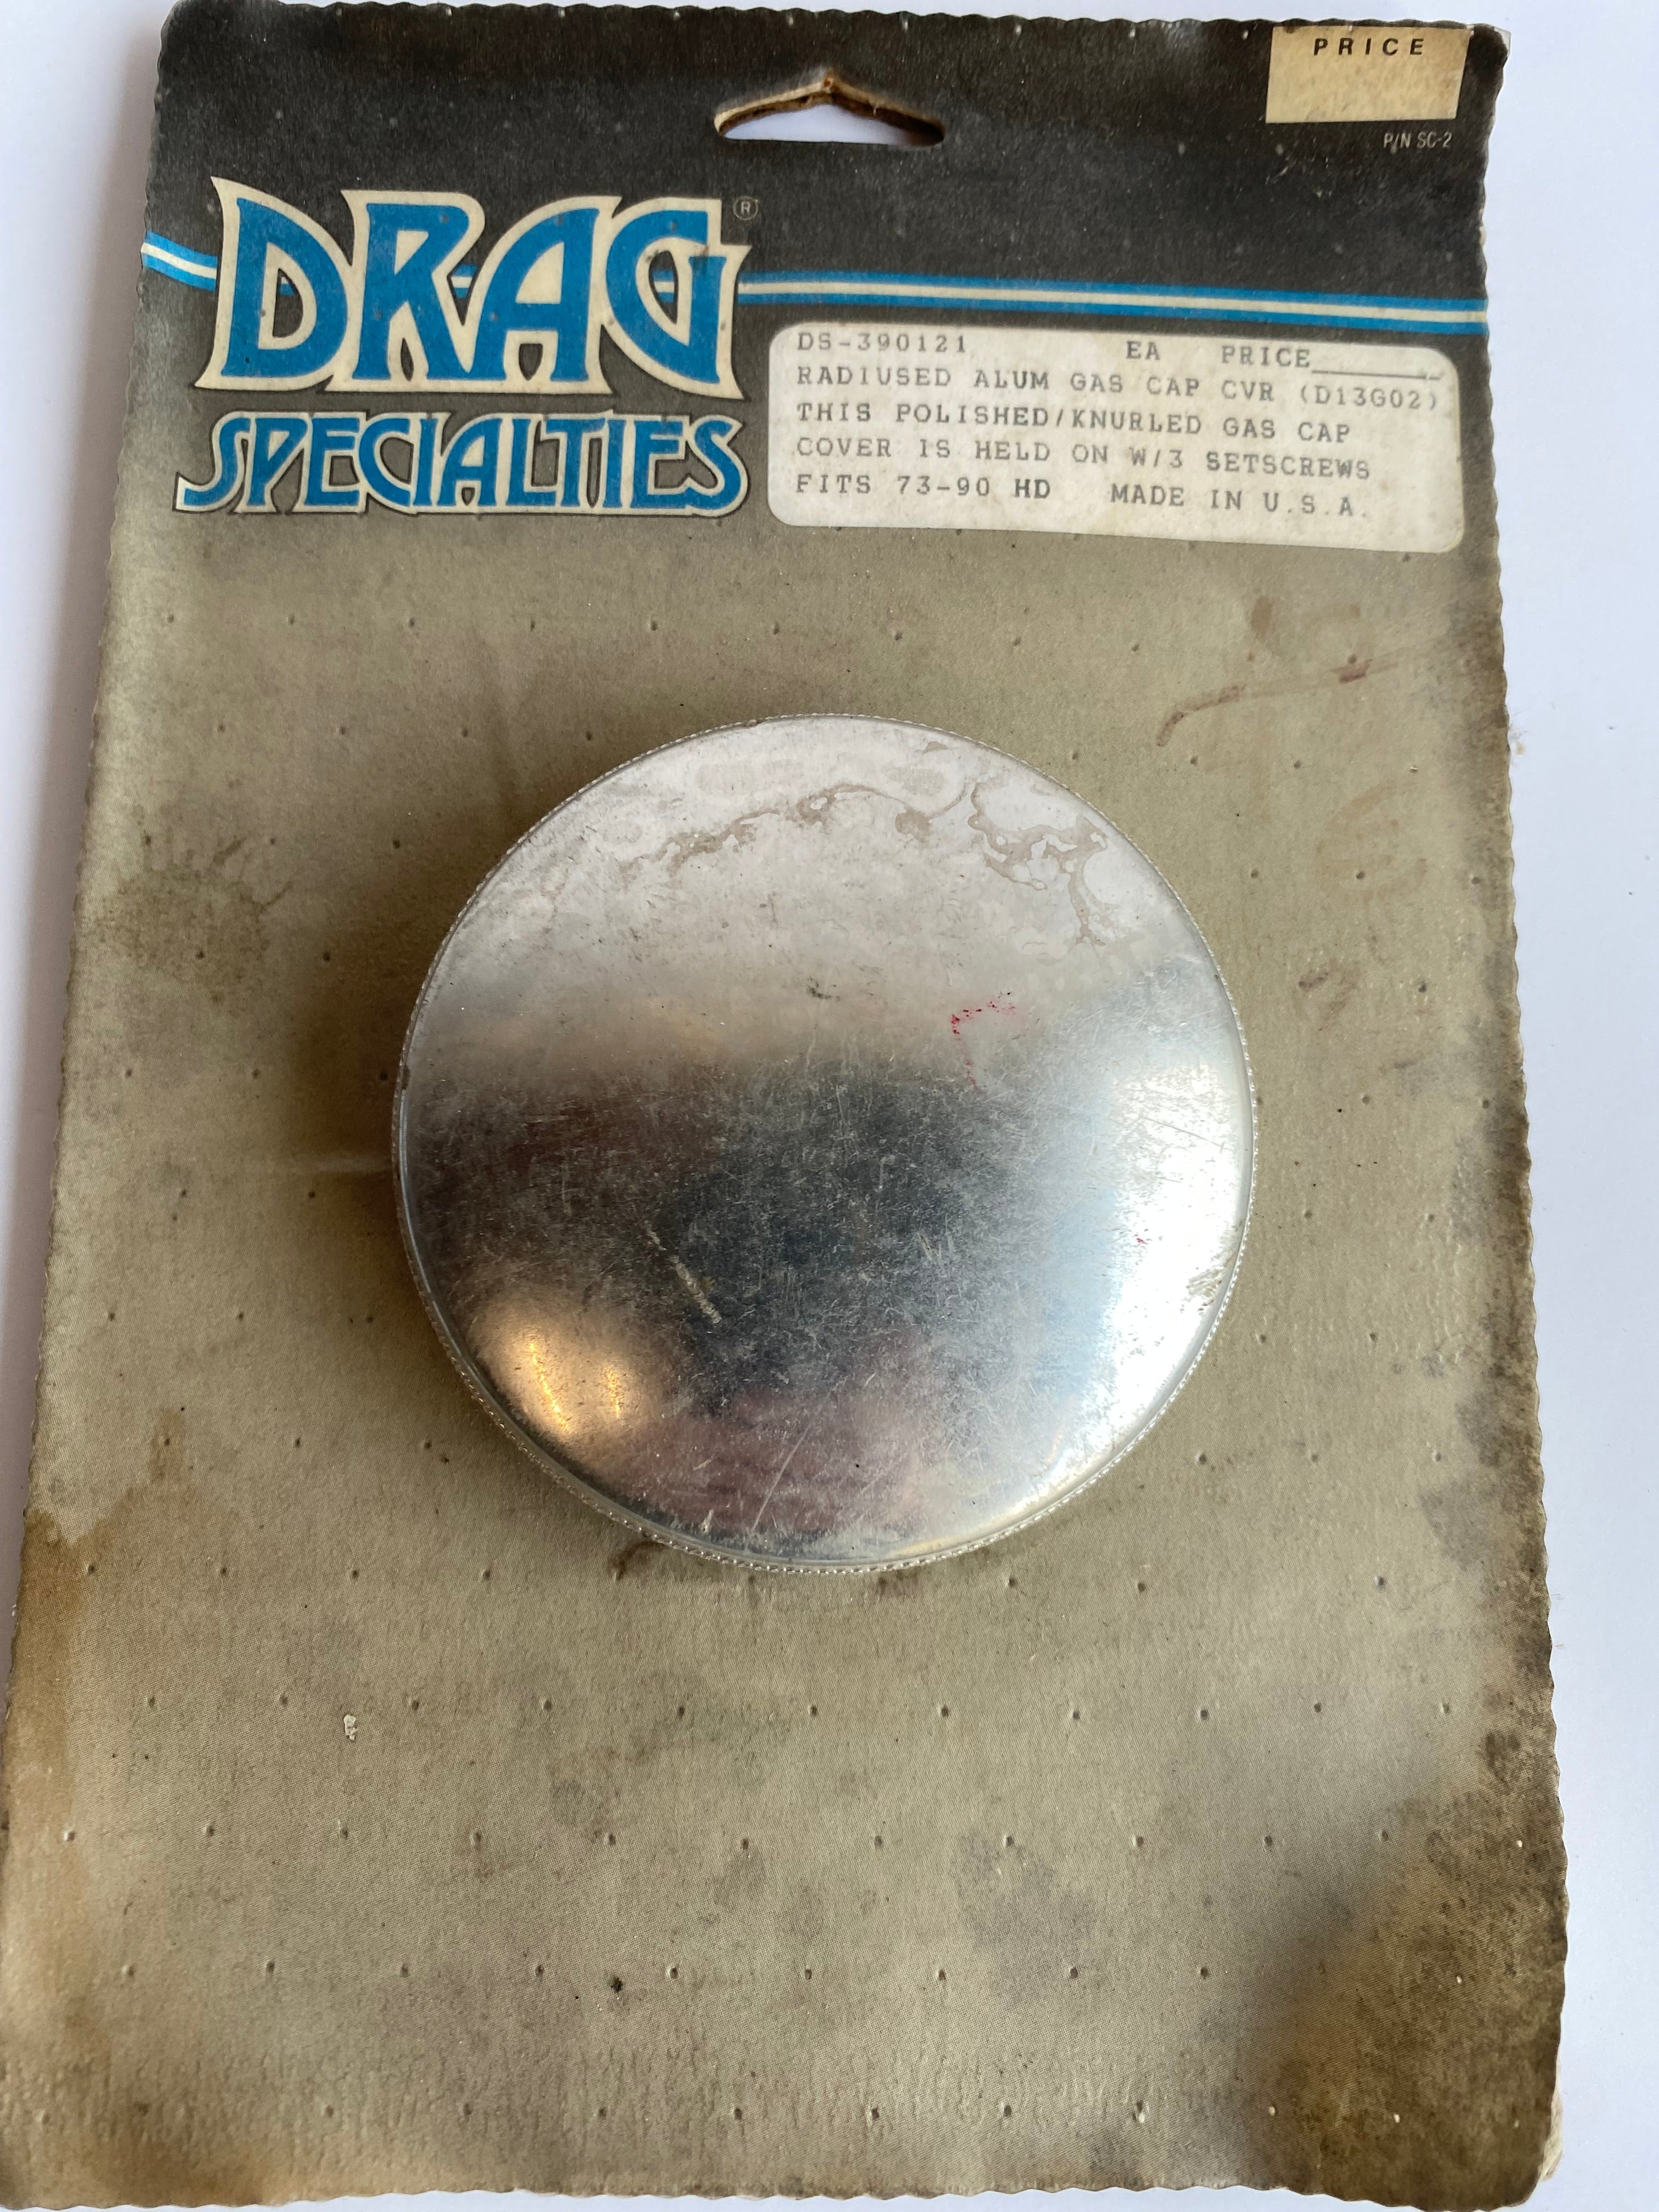 PRICE
P/N SC-2
DRAG®
SPECIALTIES
DS-390121 EA PRICE_______
RADIUSED ALUM GAS CAP CVR (D13G02)
THIS POLISHED/KNURLED GAS CAP
COVER IS HELD ON W/3 SETSCREWS
FITS 73-90 HD MADE IN U.S.A.